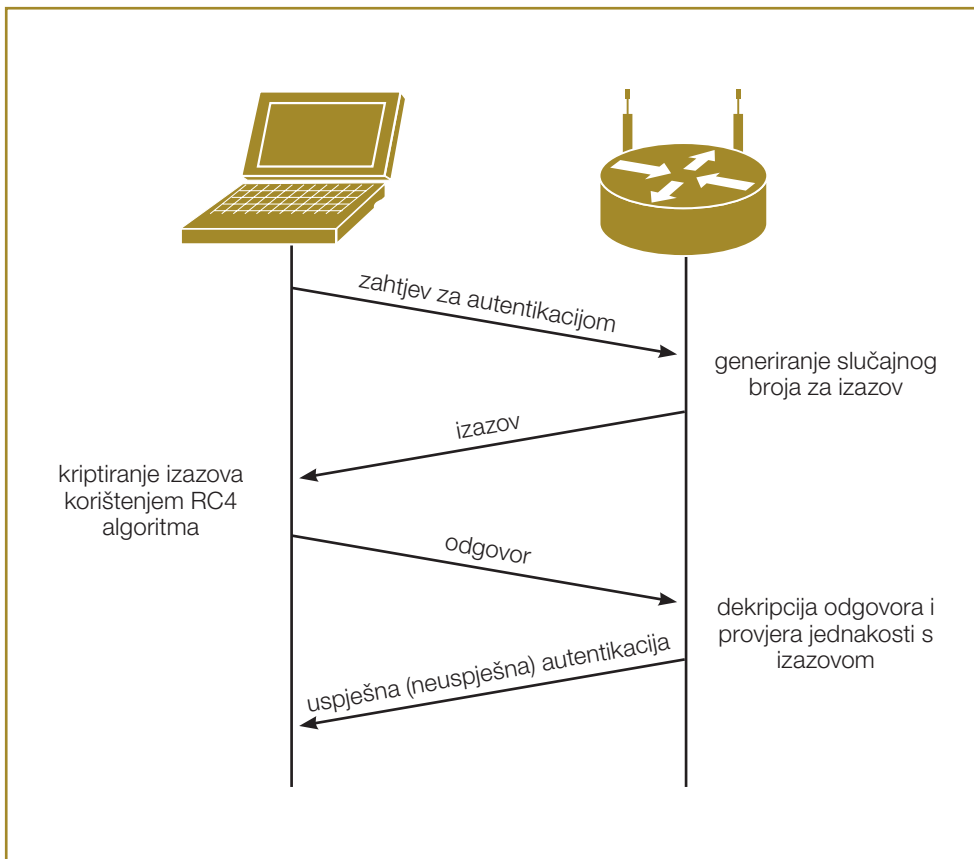 zahtjev za autentikacijom
generiranje slučajnog
broja za izazov
izazov
kriptiranje izazova
korištenjem RC4
algoritma
odgovor
dekripcija odgovora i
provjera jednakosti s
izazovom
uspješna (neuspješna) autentikacija